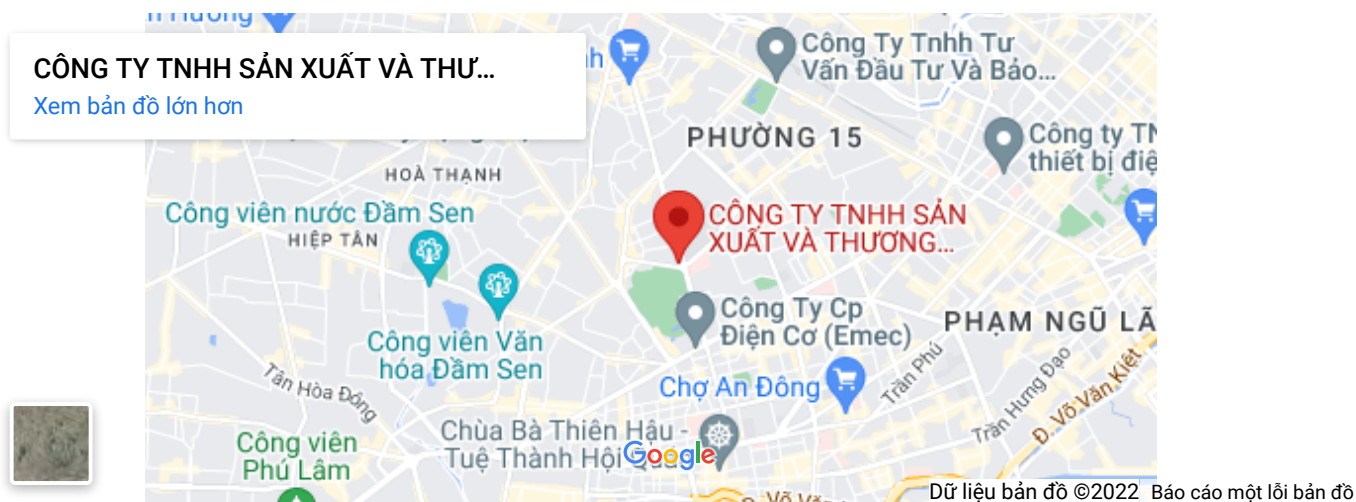 CÔNG TY TNHH SẢN XUẤT VÀ THƯ...
Xem bản đồ lớn hơn
Công Ty Tnhh Tư
Vấn Đầu Tư Và Bảo...
PHƯỜNG 15
Công ty TN
thiết bị điệ
HOÀ THẠNH
Công viên nước Đầm Sen
HIỆP TÂN
CÔNG TY TNHH SẢN
XUẤT VÀ THƯƠNG...
Công Ty Cp
Điện Cơ (Emec)
PHẠM NGŨ LÃ
Công viên Văn
hóa Đầm Sen
Trần Phú
Trần Hưng Đạo
Đ. Võ Văn Kiệt
Tân Hòa Đông
Chợ An Đông
Công viên
Phú Lâm
Chùa Bà Thiên Hậu -
Tuệ Thành Hội Quán
Google
Dữ liệu bản đồ ©2022
Báo cáo một lỗi bản đồ